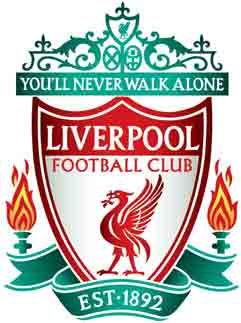 YOU'LL NEVER WALK ALONE
LIVERPOOL
FOOTBALL CLUB
EST·1892